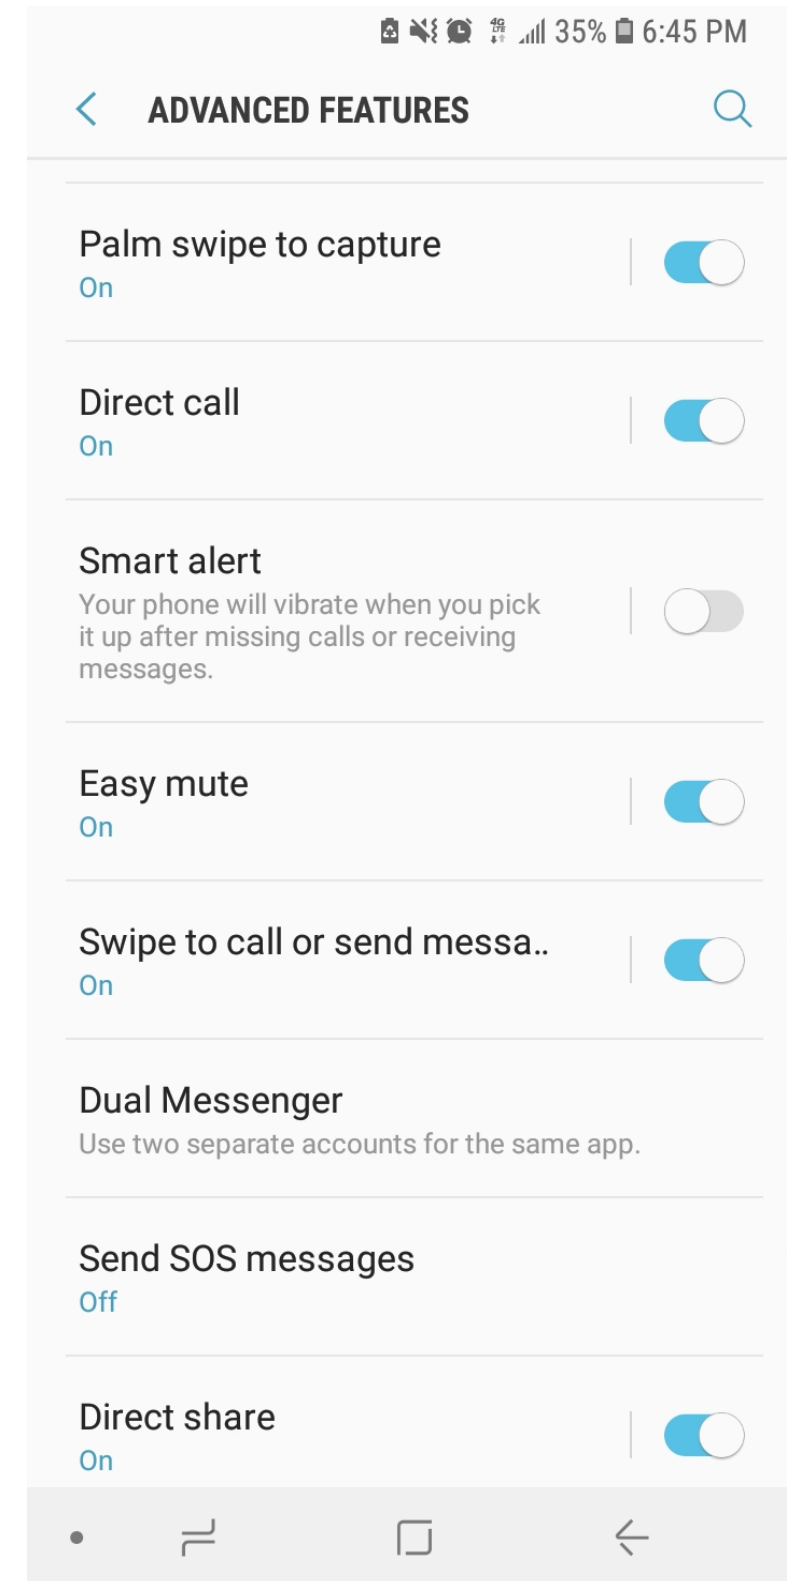 4G LTE 35% 6:45 PM
ADVANCED FEATURES
Palm swipe to capture
On
Direct call
On
Smart alert
Your phone will vibrate when you pick
it up after missing calls or receiving
messages.
Easy mute
On
Swipe to call or send messa..
On
Dual Messenger
Use two separate accounts for the same app.
Send SOS messages
Off
Direct share
On